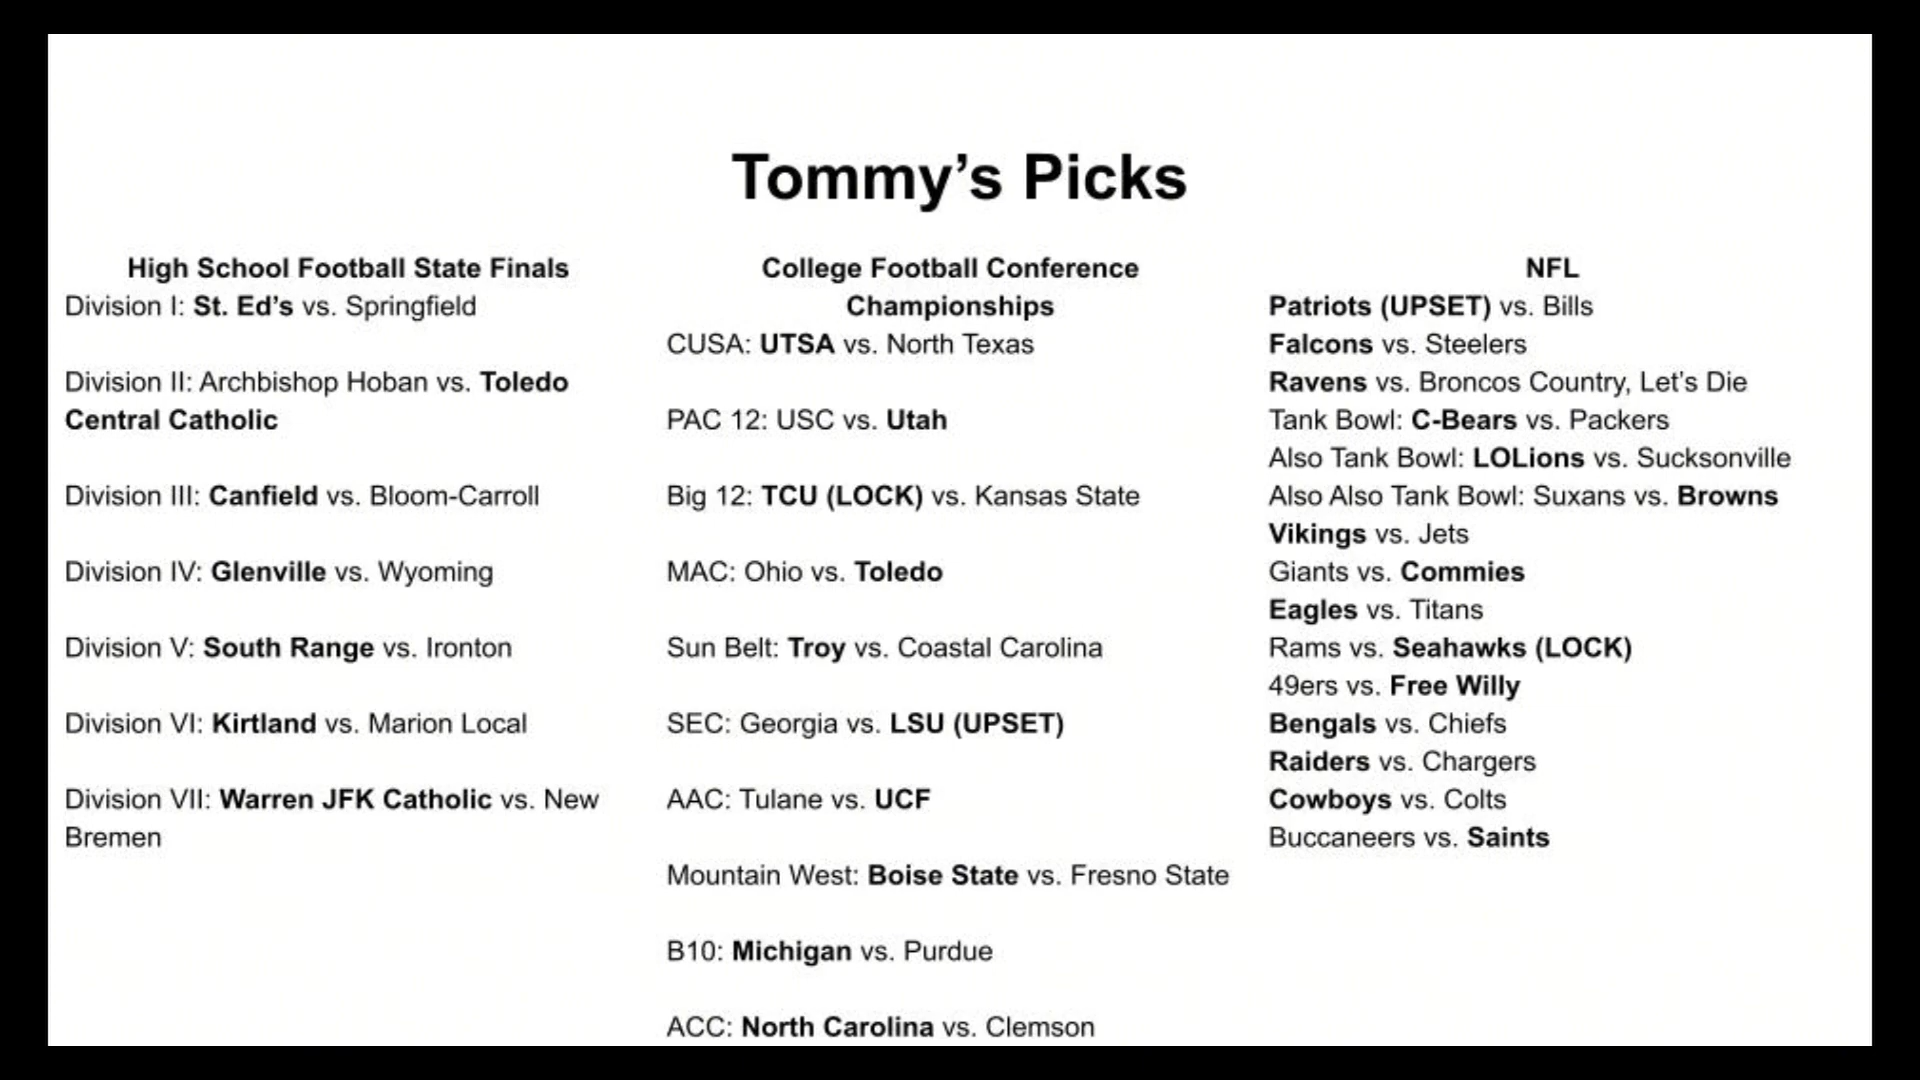 Tommy’s Picks
High School Football State Finals
Division I: St. Ed’s vs. Springfield
Division II: Archbishop Hoban vs. Toledo
Central Catholic
Division III: Canfield vs. Bloom-Carroll
Division IV: Glenville vs. Wyoming
Division V: South Range vs. Ironton
Division VI: Kirtland vs. Marion Local
Division VII: Warren JFK Catholic vs. New
Bremen
College Football Conference
Championships
CUSA: UTSA vs. North Texas
PAC 12: USC vs. Utah
Big 12: TCU (LOCK) vs. Kansas State
MAC: Ohio vs. Toledo
Sun Belt: Troy vs. Coastal Carolina
SEC: Georgia vs. LSU (UPSET)
AAC: Tulane vs. UCF
Mountain West: Boise State vs. Fresno State
B10: Michigan vs. Purdue
ACC: North Carolina vs. Clemson
NFL
Patriots (UPSET) vs. Bills
Falcons vs. Steelers
Ravens vs. Broncos Country, Let’s Die
Tank Bowl: C-Bears vs. Packers
Also Tank Bowl: LOLions vs. Sucksonville
Also Also Tank Bowl: Suxans vs. Browns
Vikings vs. Jets
Giants vs. Commies
Eagles vs. Titans
Rams vs. Seahawks (LOCK)
49ers vs. Free Willy
Bengals vs. Chiefs
Raiders vs. Chargers
Cowboys vs. Colts
Buccaneers vs. Saints